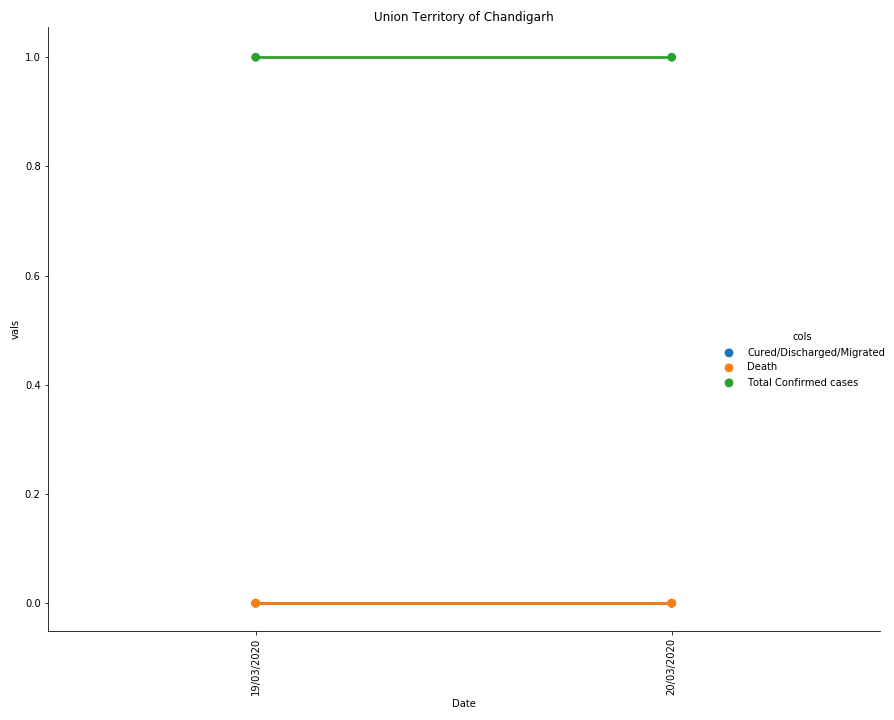 Union Territory of Chandigarh
1.0
0.8
0.6
0.4
0.2
0.0
vals
19/03/2020
20/03/2020
Date
cols
Cured/Discharged/Migrated
Death
Total Confirmed cases